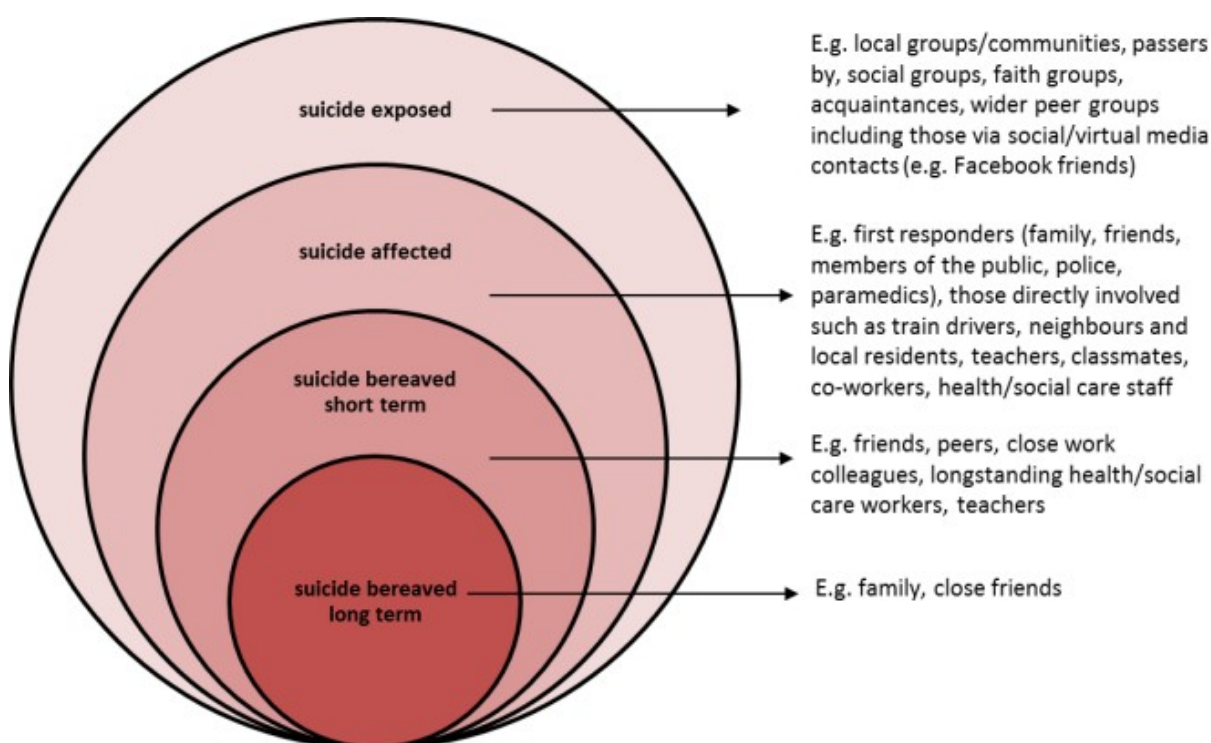 suicide exposed
E.g. local groups/communities, passers
by, social groups, faith groups,
acquaintances, wider peer groups
including those via social/virtual media
contacts (e.g. Facebook friends)
suicide affected
E.g. first responders (family, friends,
members of the public, police,
paramedics), those directly involved
such as train drivers, neighbours and
local residents, teachers, classmates,
co-workers, health/social care staff
suicide bereaved
short term
E.g. friends, peers, close work
colleagues, longstanding health/social
care workers, teachers
suicide bereaved
long term
E.g. family, close friends